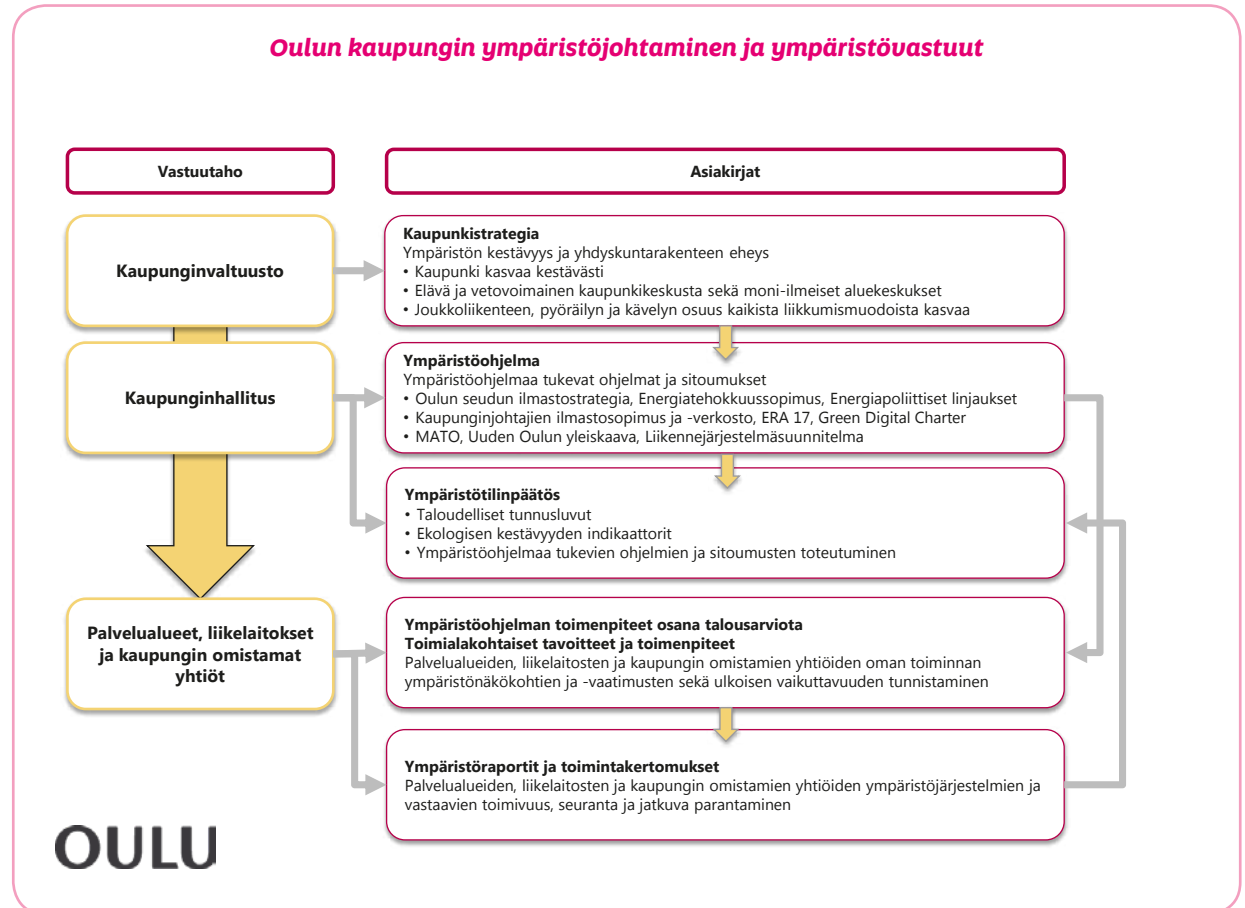 Oulun kaupungin ympäristöjohtaminen ja ympäristövastuut
Vastuutaho
Asiakirjat
Kaupunginvaltuusto
Kaupunkistrategia
Ympäristön kestävyys ja yhdyskuntarakenteen eheys
• Kaupunki kasvaa kestävästi
• Elävä ja vetovoimainen kaupunkikeskusta sekä moni-ilmeiset aluekeskukset
• Joukkoliikenteen, pyöräilyn ja kävelyn osuus kaikista liikkumismuodoista kasvaa
Kaupunginhallitus
Ympäristöohjelma
Ympäristöohjelmaa tukevat ohjelmat ja sitoumukset
• Oulun seudun ilmastostrategia, Energiatehokkuussopimus, Energiapoliittiset linjaukset
• Kaupunginjohtajien ilmastosopimus ja -verkosto, ERA 17, Green Digital Charter
• MATO, Uuden Oulun yleiskaava, Liikennejärjestelmäsuunnitelma
Ympäristötilinpäätös
• Taloudelliset tunnusluvut
• Ekologisen kestävyyden indikaattorit
• Ympäristöohjelmaa tukevien ohjelmien ja sitoumusten toteutuminen
Palvelualueet, liikelaitokset
ja kaupungin omistamat
yhtiöt
Ympäristöohjelman toimenpiteet osana talousarviota
Toimialakohtaiset tavoitteet ja toimenpiteet
Palvelualueiden, liikelaitosten ja kaupungin omistamien yhtiöiden oman toiminnan
ympäristönäkökohtien ja -vaatimusten sekä ulkoisen vaikuttavuuden tunnistaminen
Ympäristöraportit ja toimintakertomukset
Palvelualueiden, liikelaitosten ja kaupungin omistamien yhtiöiden ympäristöjärjestelmien ja
vastaavien toimivuus, seuranta ja jatkuva parantaminen
OULU